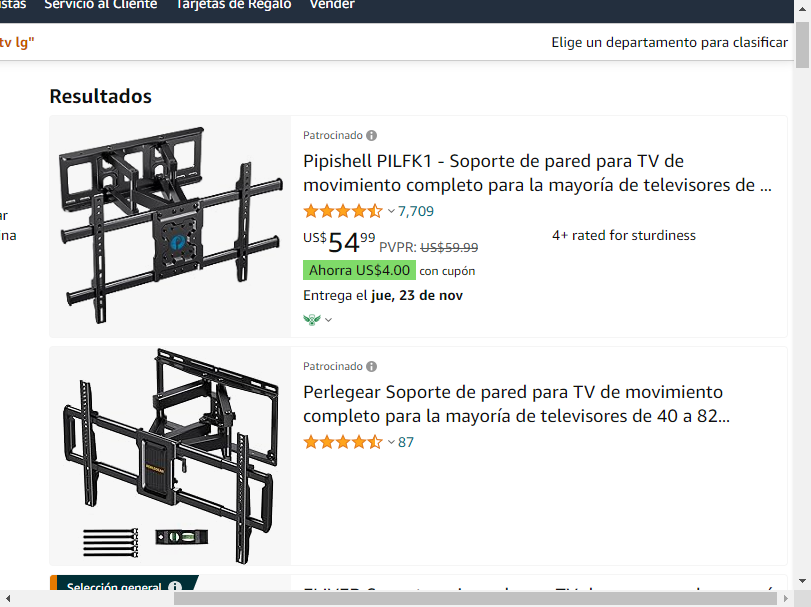 Servicio al Cliente Tarjetas de Regalo Vender
tv lg"
Elige un departamento para clasificar
Resultados
Patrocinado
Pipishell PILFK1 - Soporte de pared para TV de
movimiento completo para la mayoría de televisores de ...
7,709
US$54.99 PVPR: US$59.99
4+ rated for sturdiness
Ahorra US$4.00 con cupón
Entrega el jue, 23 de nov
Patrocinado
Perlegear Soporte de pared para TV de movimiento
completo para la mayoría de televisores de 40 a 82...
87
Selección general